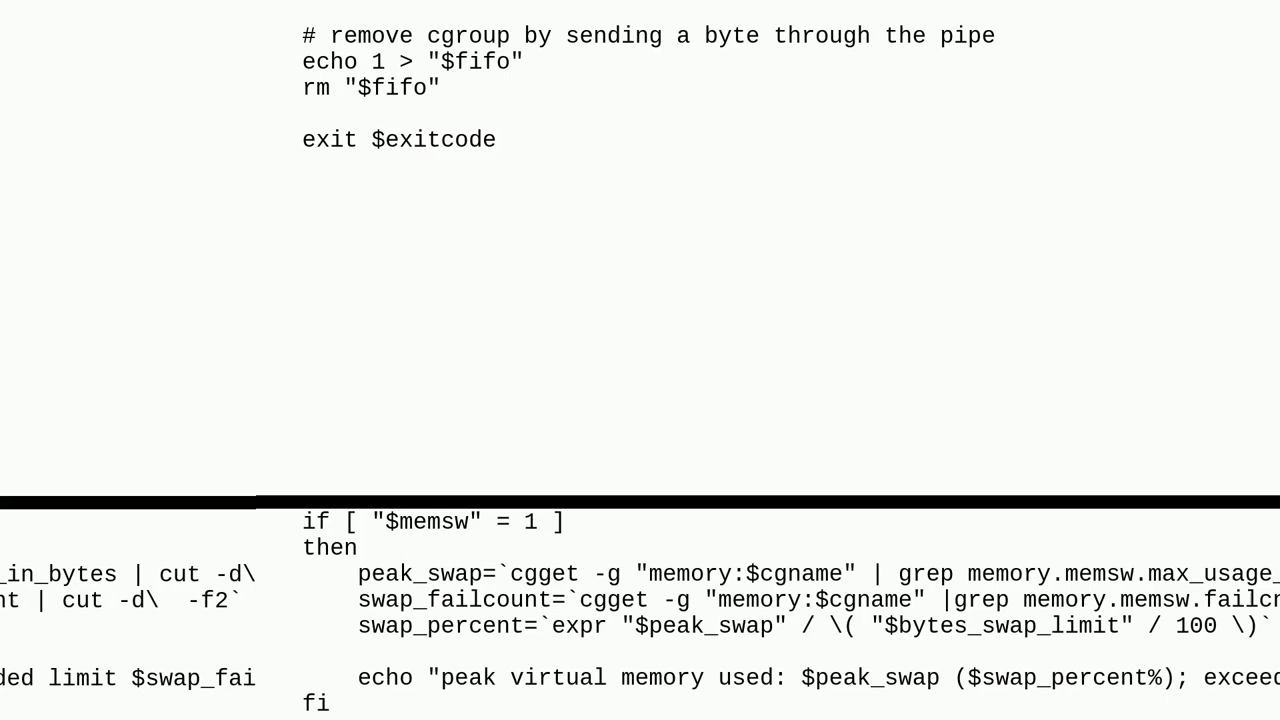 # remove cgroup by sending a byte through the pipe
echo 1 > "$fifo"
rm "$fifo"
exit $exitcode
if [ "$memsw" = 1 ]
then
_in_bytes | cut -d\
peak_swap=`cgget -g "memory:$cgname" | grep memory.memsw.max_usage_
nt | cut -d\  -f2`
swap_failcount=`cgget -g "memory:$cgname" |grep memory.memsw.failcn
swap_percent=`expr "$peak_swap" / \( "$bytes_swap_limit" / 100 \)`
ded limit $swap_fai
echo "peak virtual memory used: $peak_swap ($swap_percent%); exceed
fi